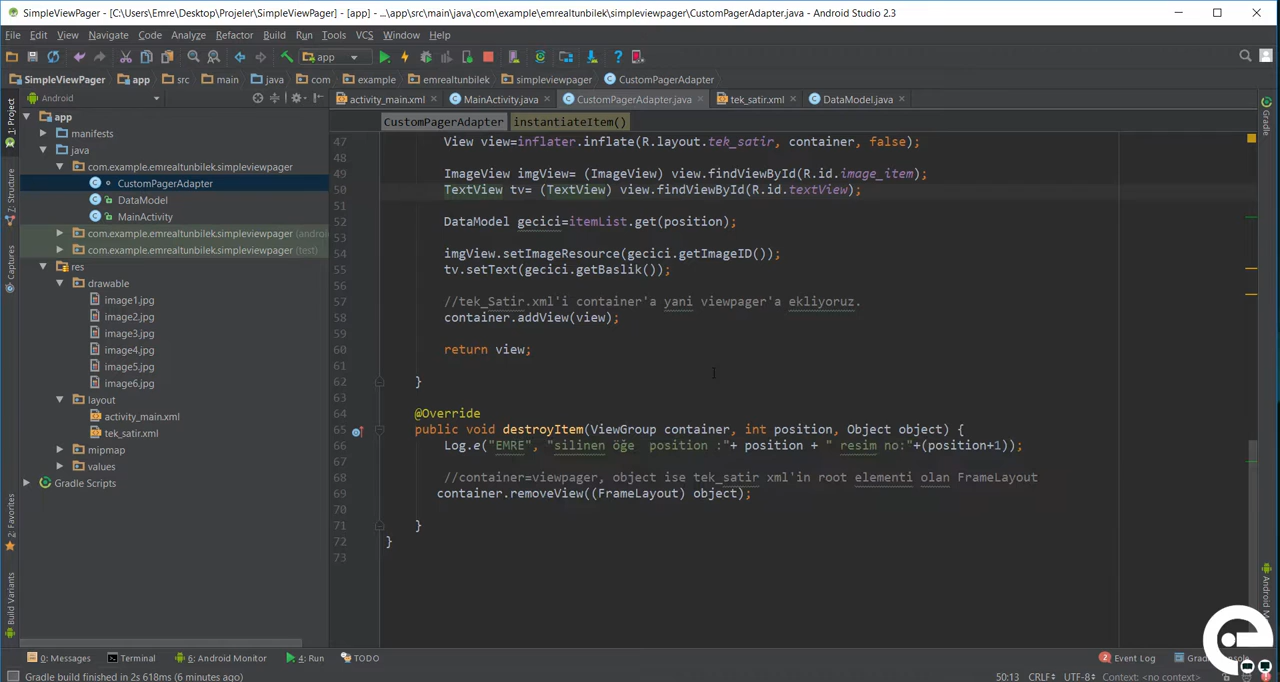 SimpleViewPager - [C:\Users\Emre\Desktop\Projeler\SimpleViewPager] - [app] - ...\app\src\main\java\com\example\emrealtunbilek\simpleviewpager\CustomPagerAdapter.java - Android Studio 2.3
File Edit View Navigate Code Analyze Refactor Build Run Tools VCS Window Help
app
SimpleViewPager app src main java com example emrealtunbilek simpleviewpager CustomPagerAdapter
Android
activity_main.xml MainActivity.java CustomPagerAdapter.java tek_satir.xml DataModel.java
CustomPagerAdapter instantiateItem()
1: Project
Z: Structure
Captures
2: Favorites
Build Variants
app
manifests
java
com.example.emrealtunbilek.simpleviewpager
CustomPagerAdapter
DataModel
MainActivity
com.example.emrealtunbilek.simpleviewpager
com.example.emrealtunbilek.simpleviewpager (test)
res
drawable
image1.jpg
image2.jpg
image3.jpg
image4.jpg
image5.jpg
image6.jpg
layout
activity_main.xml
tek_satir.xml
mipmap
values
Gradle Scripts
47 View view=inflater.inflate(R.layout.tek_satir, container, false);
48
49 ImageView imgView= (ImageView) view.findViewById(R.id.image_item);
50 TextView tv= (TextView) view.findViewById(R.id.textView);
51
52 DataModel gecici=itemList.get(position);
53
54 imgView.setImageResource(gecici.getImageID());
55 tv.setText(gecici.getBaslik());
56
57 //tek_Satir.xml'i container'a yani viewpager'a ekliyoruz.
58 container.addView(view);
59
60 return view;
61
62 }
63
64 @Override
65 public void destroyItem(ViewGroup container, int position, Object object) {
66 Log.e("EMRE", "silinen öğe  position :"+ position + " resim no:"+(position+1));
67
68 //container=viewpager, object ise tek_satir xml'in root elementi olan FrameLayout
69 container.removeView((FrameLayout) object);
70
71 }
72 }
73
Gradle
0: Messages Terminal 6: Android Monitor 4: Run TODO
2 Event Log
Gradle build finished in 2s 618ms (6 minutes ago)
50:13 CRLF UTF-8 Context: <no context>